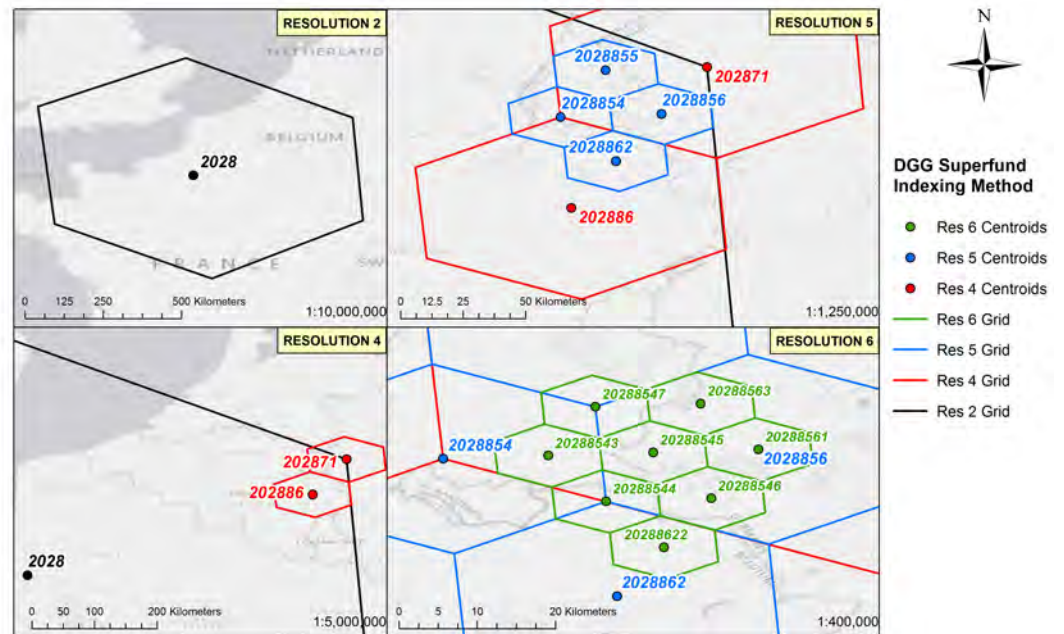 RESOLUTION 2
NETHERLAND
BELGIUM
2028
FRANCE
SW
0 125 250 500 Kilometers
1:10,000,000
RESOLUTION 5
2028855
202871
2028854
2028856
2028862
202886
0 12.5 25 50 Kilometers
1:1,250,000
RESOLUTION 4
202871
202886
2028
0 50 100 200 Kilometers
1:5,000,000
RESOLUTION 6
20288547
20288563
2028854
20288543
20288545
20288561
2028856
20288544
20288546
20288622
2028862
0 5 10 20 Kilometers
1:400,000
N
DGG Superfund
Indexing Method
Res 6 Centroids
Res 5 Centroids
Res 4 Centroids
Res 6 Grid
Res 5 Grid
Res 4 Grid
Res 2 Grid